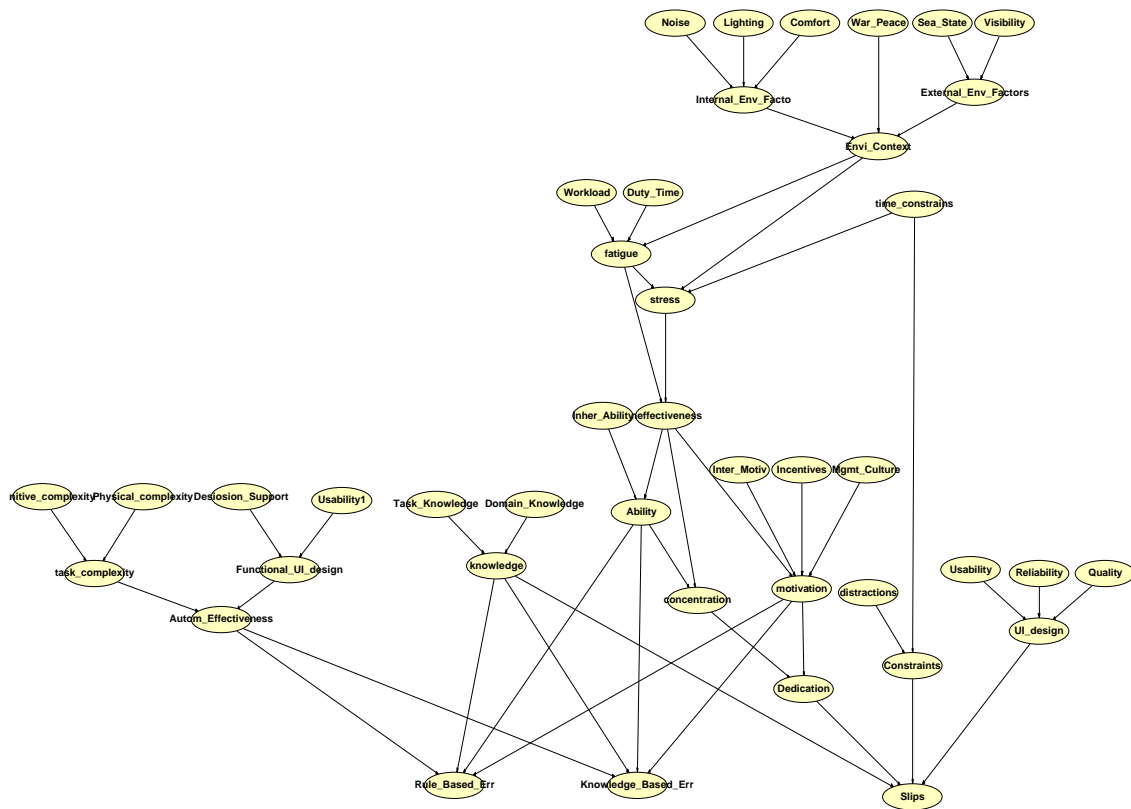 Noise
Lighting
Comfort
War_Peace
Sea_State
Visibility
Internal_Env_Facto
External_Env_Factors
Envi_Context
Workload
Duty_Time
time_constrains
fatigue
stress
Inher_Ability
neffectiveness
Inter_Motiv
Incentives
Mgmt_Culture
nitive_complexity
Physical_complexity
Desiosion_Support
Usability1
Task_Knowledge
Domain_Knowledge
Ability
task_complexity
Functional_UI_design
knowledge
concentration
motivation
distractions
Usability
Reliability
Quality
Autom_Effectiveness
UI_design
Constraints
Dedication
Rule_Based_Err
Knowledge_Based_Err
Slips